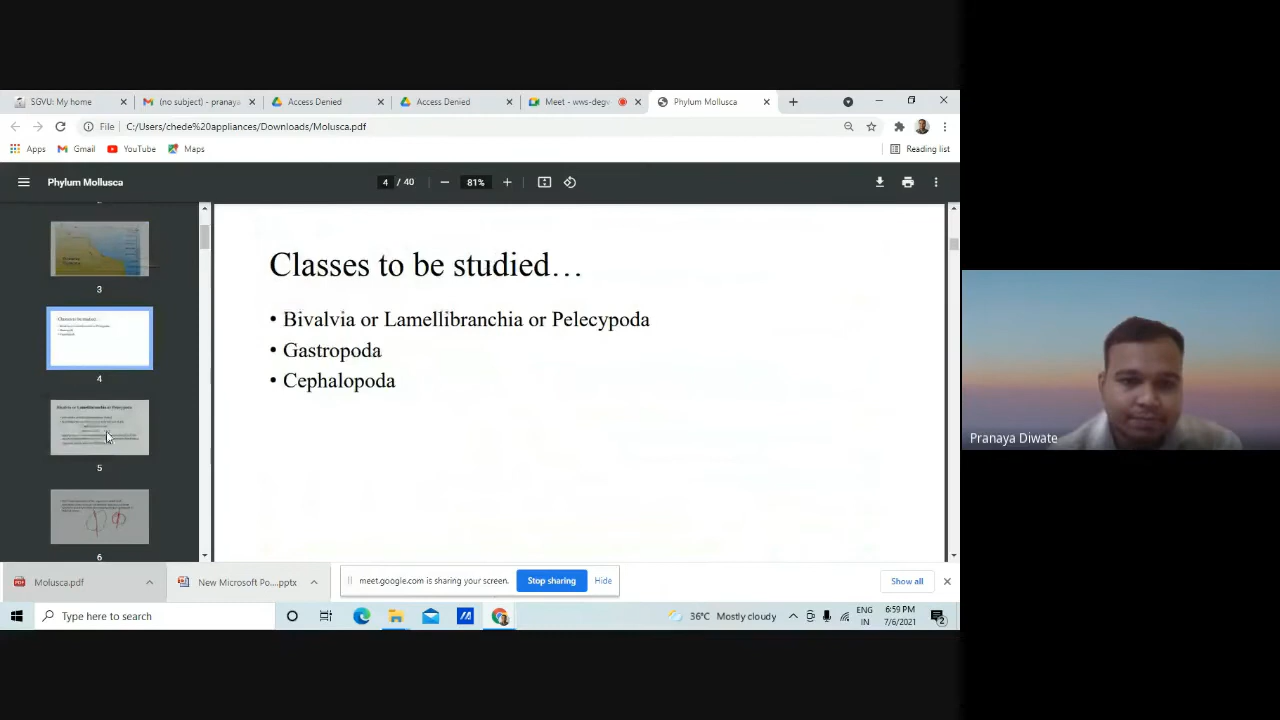 SGVU: My home
(no subject) - pranaya
Access Denied
Access Denied
Meet - wws-degv
Phylum Mollusca
File C:/Users/chede%20appliances/Downloads/Molusca.pdf
Apps Gmail YouTube Maps Reading list
Phylum Mollusca 4 / 40 81%
3
4
5
6
Classes to be studied…
• Bivalvia or Lamellibranchia or Pelecypoda
• Gastropoda
• Cephalopoda
Pranaya Diwate
Molusca.pdf
New Microsoft Po....pptx
meet.google.com is sharing your screen. Stop sharing Hide
Show all
Type here to search
36°C Mostly cloudy
ENG
IN
6:59 PM
7/6/2021
2